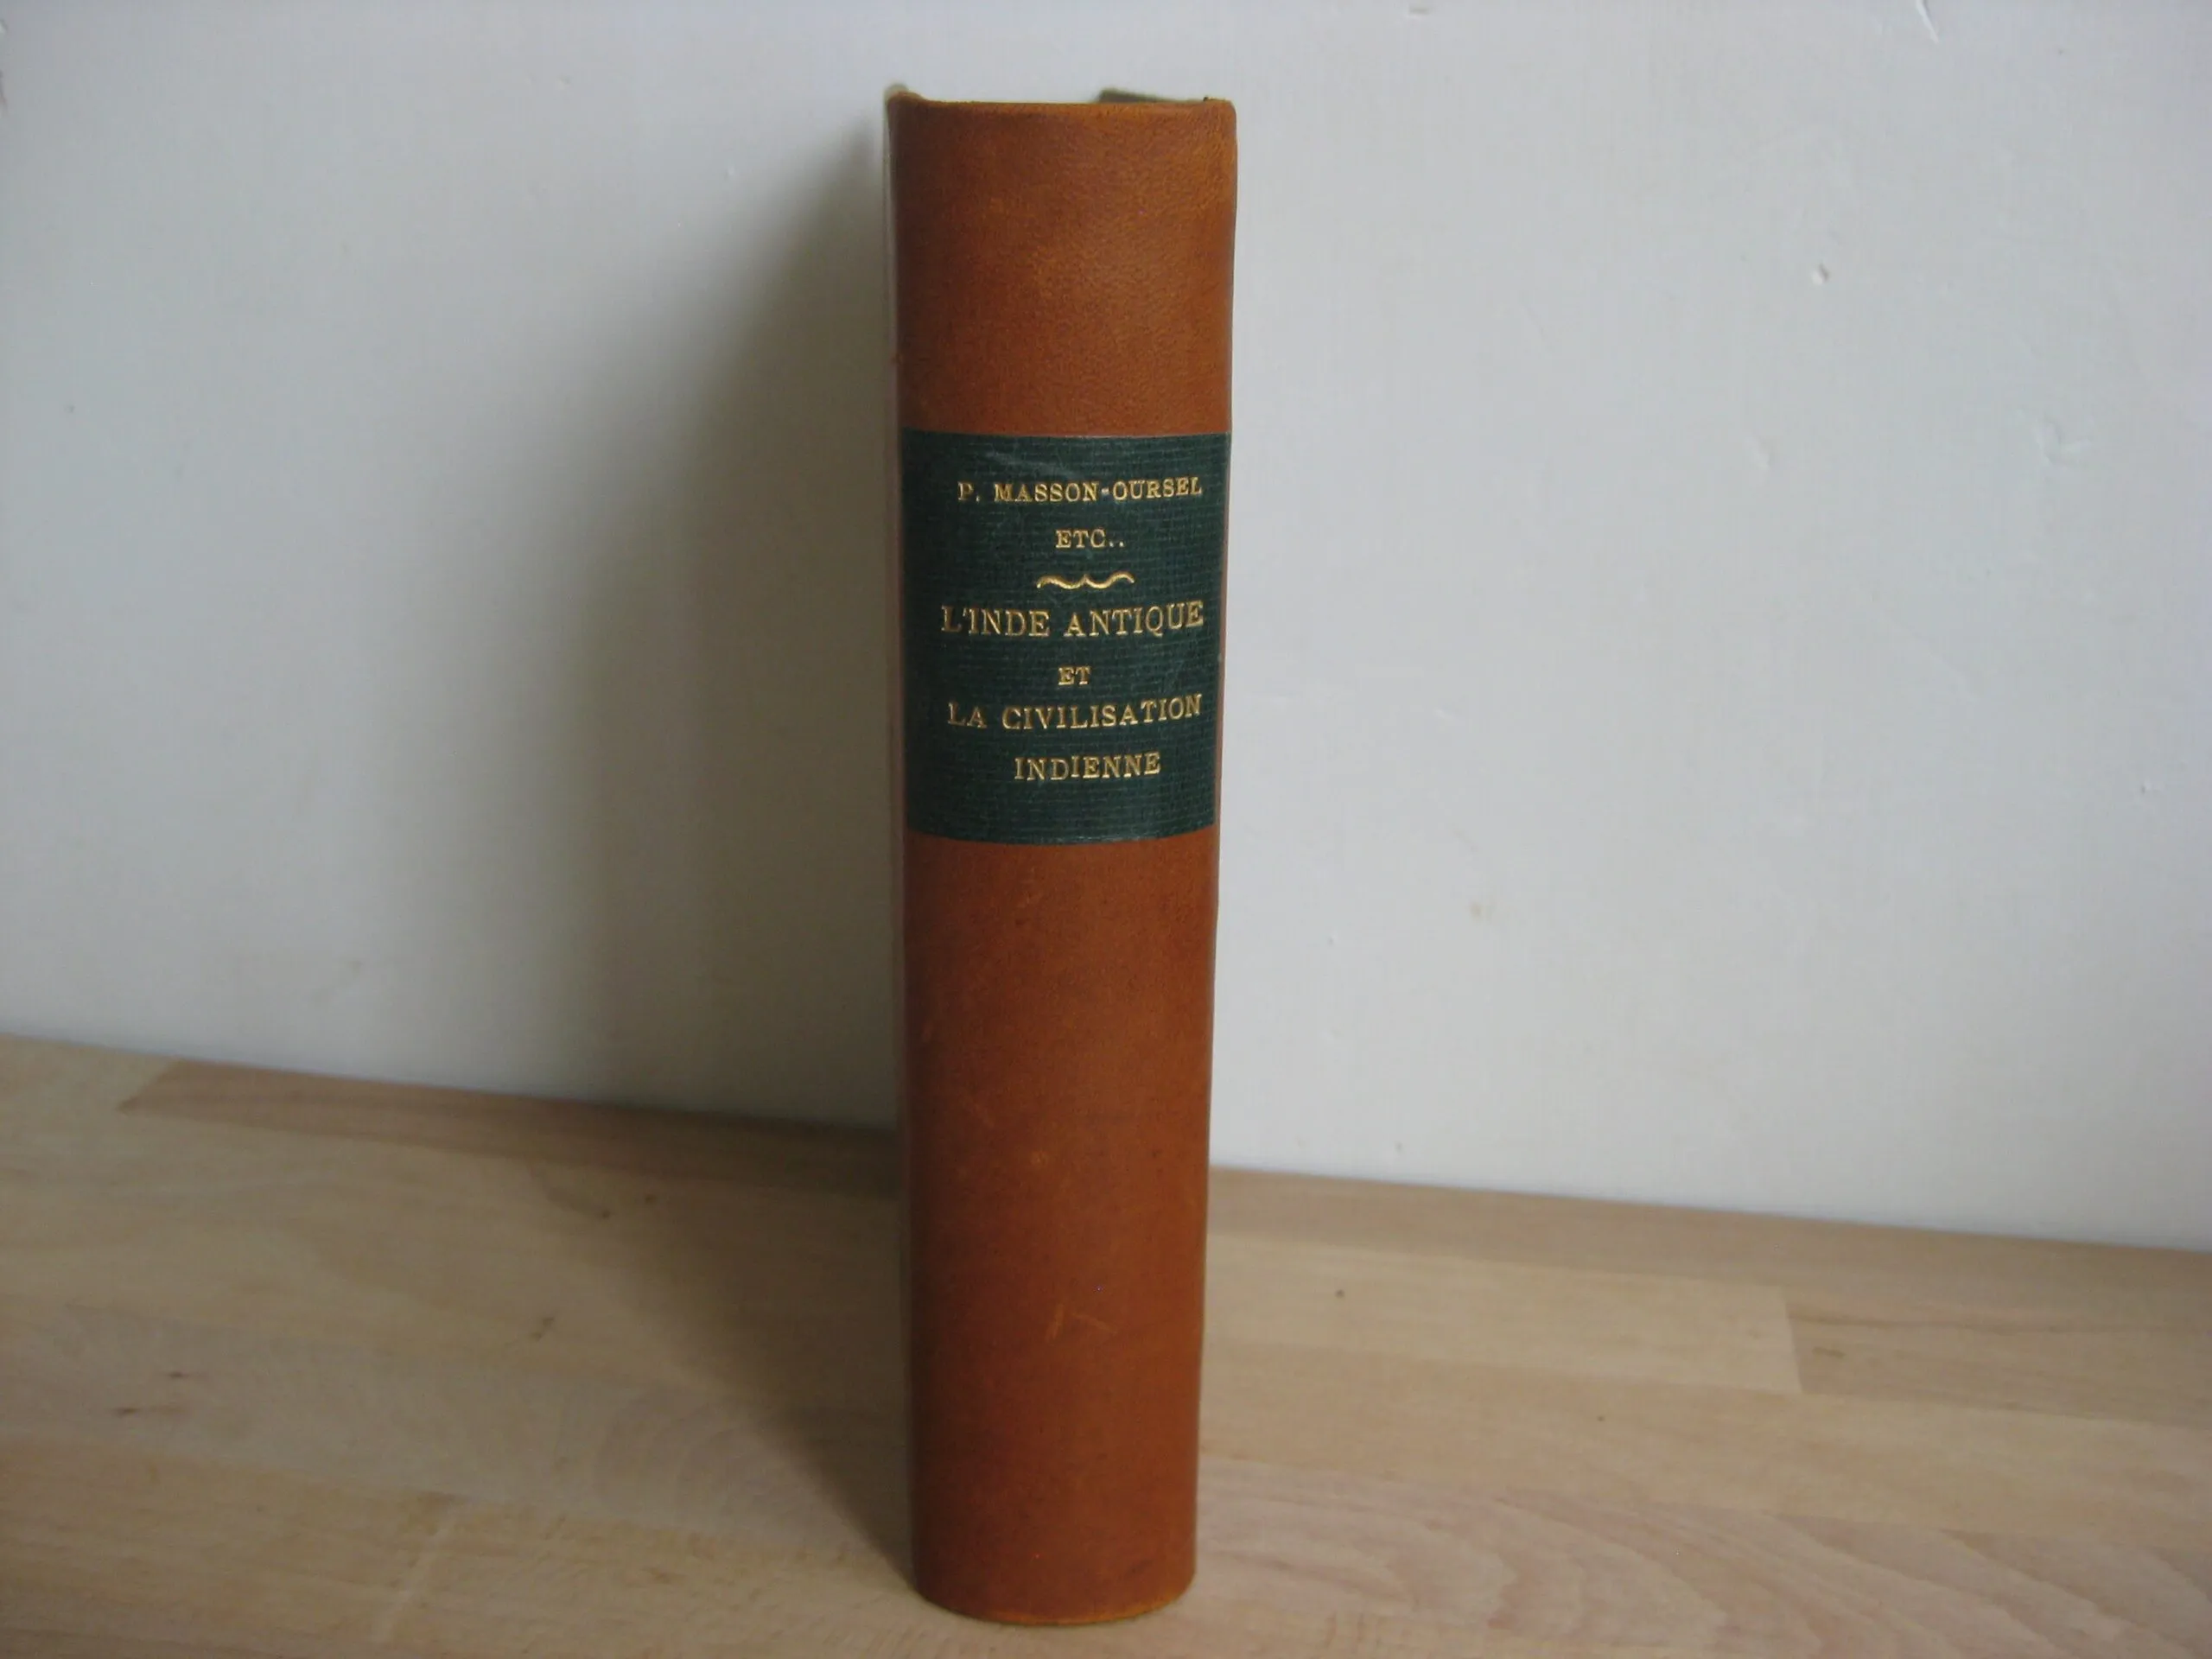 P. MASSON-OURSEL
ETC..
L'INDE ANTIQUE
ET
LA CIVILISATION
INDIENNE